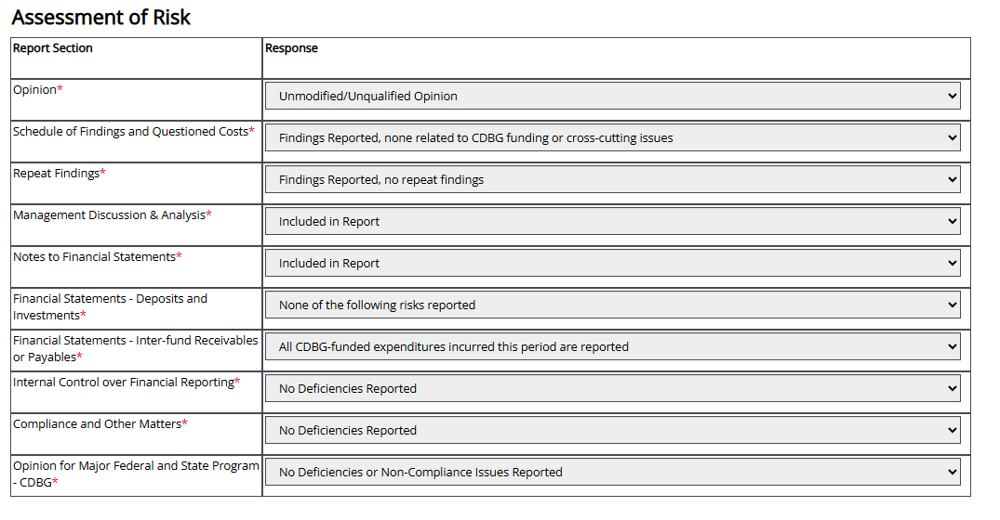 Assessment of Risk
Report Section
Response
Opinion*
Unmodified/Unqualified Opinion
Schedule of Findings and Questioned Costs*
Findings Reported, none related to CDBG funding or cross-cutting issues
Repeat Findings*
Findings Reported, no repeat findings
Management Discussion & Analysis*
Included in Report
Notes to Financial Statements*
Included in Report
Financial Statements - Deposits and
Investments*
None of the following risks reported
Financial Statements - Inter-fund Receivables
or Payables*
All CDBG-funded expenditures incurred this period are reported
Internal Control over Financial Reporting*
No Deficiencies Reported
Compliance and Other Matters*
No Deficiencies Reported
Opinion for Major Federal and State Program
- CDBG*
No Deficiencies or Non-Compliance Issues Reported